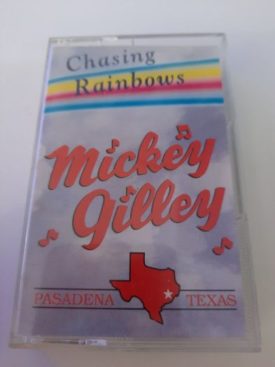 Chasing
Rainbows
Mickey
Gilley
PASADENA TEXAS